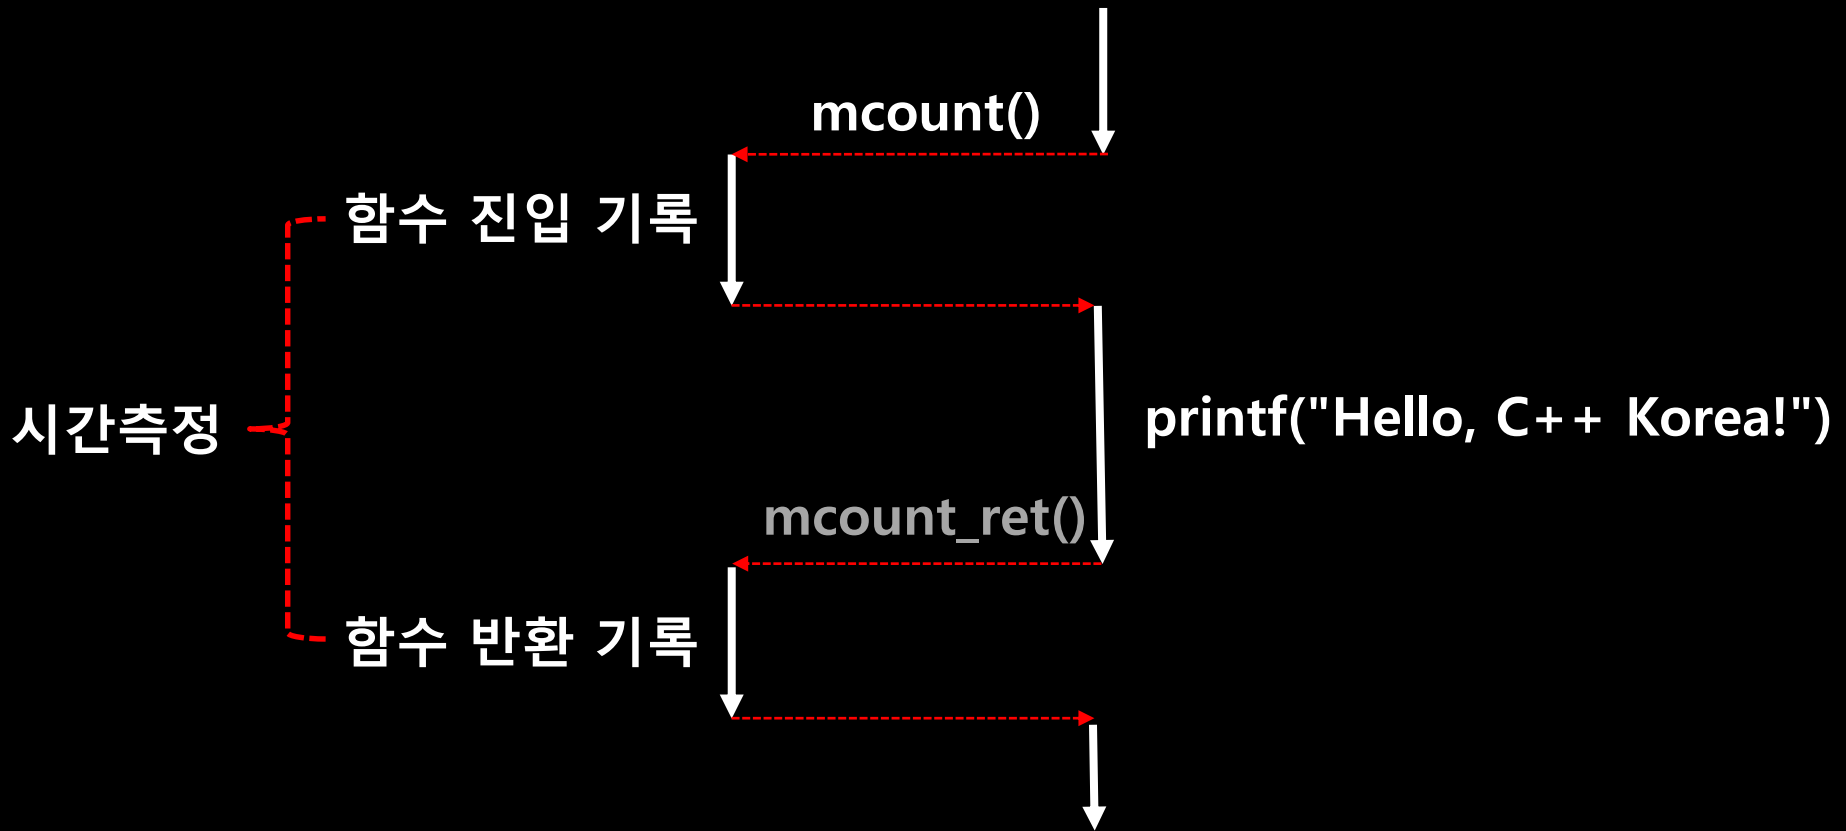 mcount()
함수 진입 기록
시간측정
printf("Hello, C++ Korea!")
mcount_ret()
함수 반환 기록